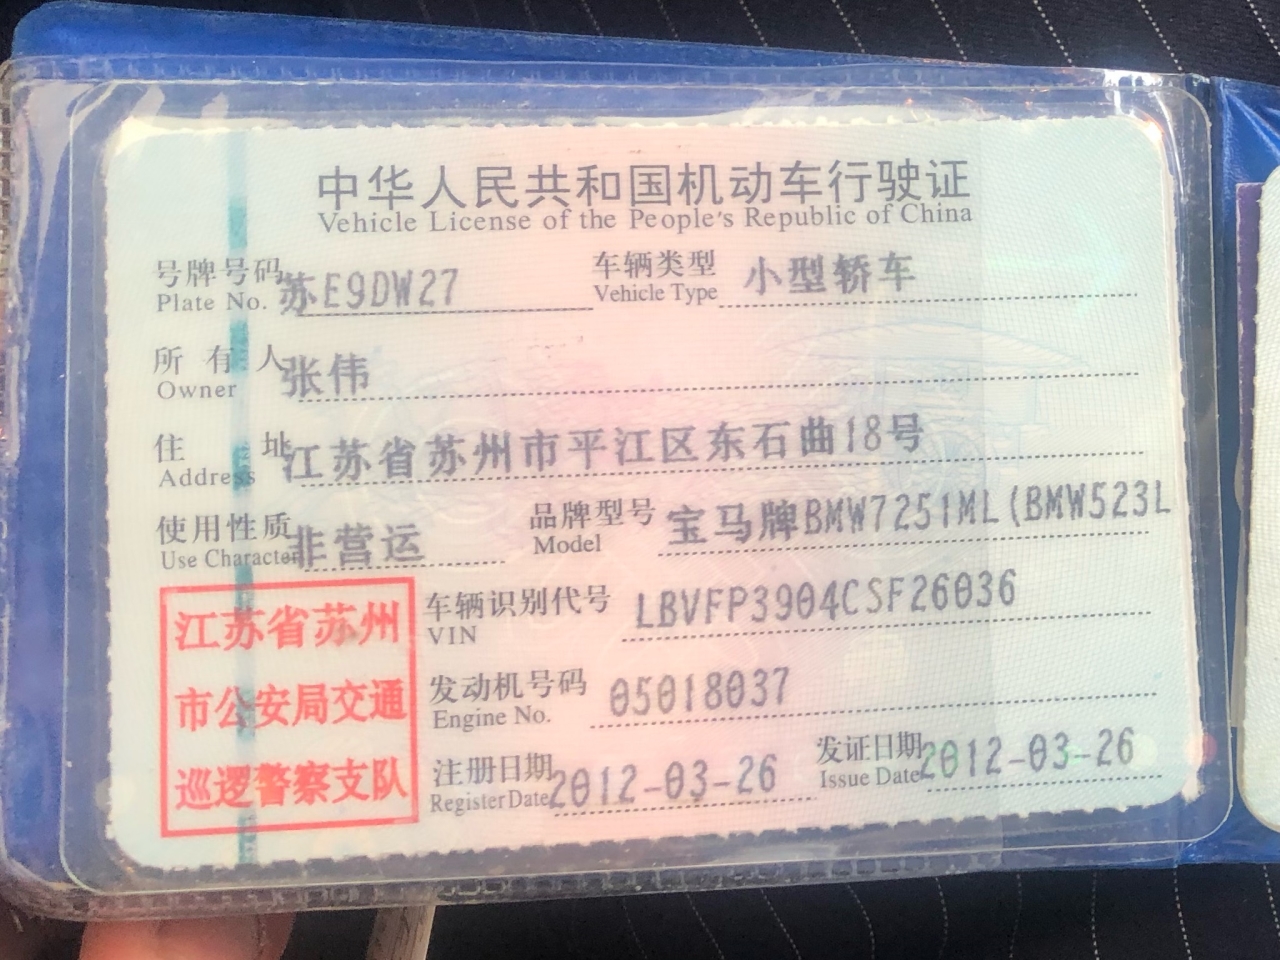 中华人民共和国机动车行驶证
Vehicle License of the People's Republic of China
号牌号码 苏E9DW27 车辆类型 小型轿车
Plate No. Vehicle Type
所有人 张伟
Owner
住址 江苏省苏州市平江区东石曲18号
Address
使用性质 非营运 品牌型号 宝马牌BMW7251ML(BMW523L
Use Character Model
江苏省苏州
市公安局交通
巡逻警察支队
车辆识别代号 LBVFP3904CSF26036
VIN
发动机号码 05018037
Engine No.
注册日期 2012-03-26 发证日期 2012-03-26
Register Date Issue Date